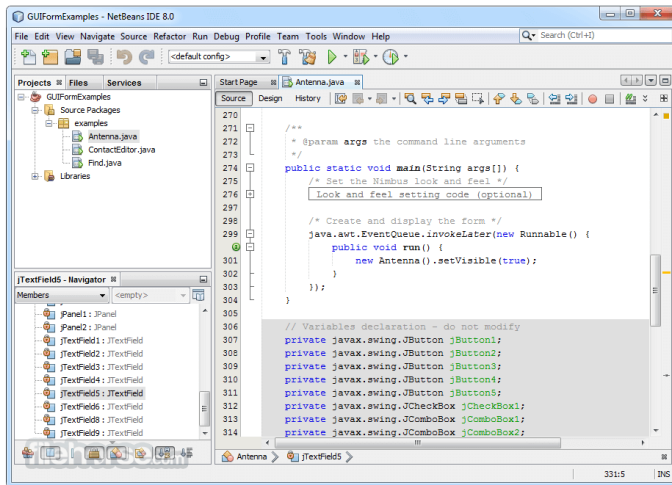 GUIFormExamples - NetBeans IDE 8.0
File Edit View Navigate Source Refactor Run Debug Profile Team Tools Window Help
Search (Ctrl+I)
<default config>
Projects Files Services
GUIFormExamples
Source Packages
examples
Antenna.java
ContactEditor.java
Find.java
Libraries
jTextField5 - Navigator
Members <empty>
jPanel1 : JPanel
jPanel2 : JPanel
jTextField1 : JTextField
jTextField2 : JTextField
jTextField3 : JTextField
jTextField4 : JTextField
jTextField5 : JTextField
jTextField6 : JTextField
jTextField8 : JTextField
jTextField9 : JTextField
Start Page Antenna.java
Source Design History
270
271 /**
272 * @param args the command line arguments
273 */
274 public static void main(String args[]) {
275 /* Set the Nimbus look and feel */
276 Look and feel setting code (optional)
297
298 /* Create and display the form */
299 java.awt.EventQueue.invokeLater(new Runnable() {
public void run() {
301 new Antenna().setVisible(true);
302 }
303 });
304 }
305
306 // Variables declaration - do not modify
307 private javax.swing.JButton jButton1;
308 private javax.swing.JButton jButton2;
309 private javax.swing.JButton jButton3;
310 private javax.swing.JButton jButton4;
311 private javax.swing.JButton jButton5;
312 private javax.swing.JCheckBox jCheckBox1;
313 private javax.swing.JComboBox jComboBox1;
314 private javax.swing.JComboBox jComboBox2;
Antenna jTextField5
331:5 INS